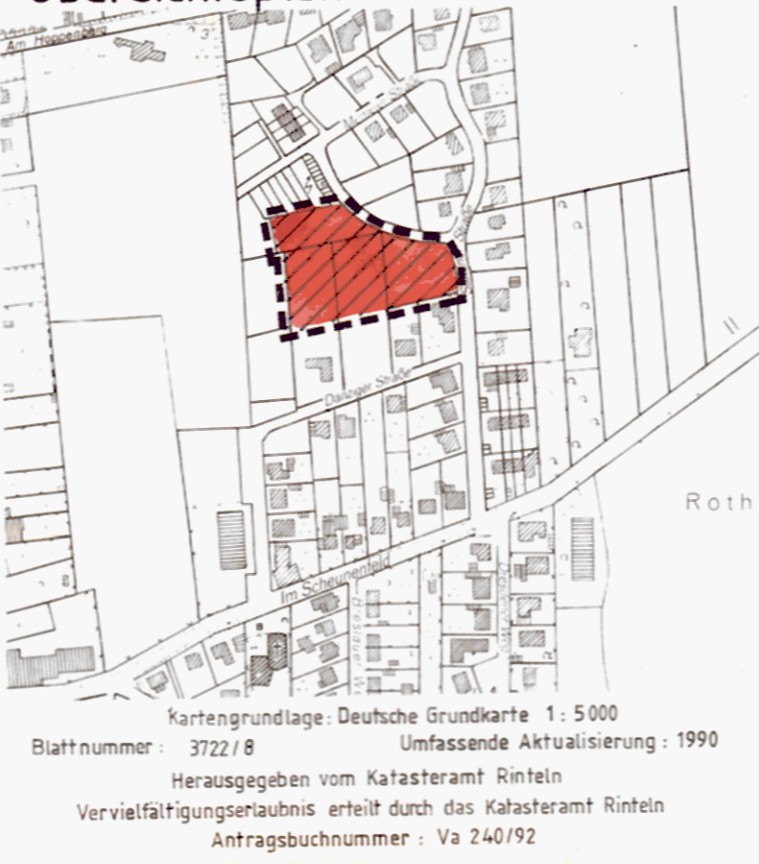 Am Hoppenberg
Danziger Straße
Roth
Im Scheunenfeld
Kartengrundlage: Deutsche Grundkarte 1 : 5000
Blattnummer : 3722/8 Umfassende Aktualisierung : 1990
Herausgegeben vom Katasteramt Rinteln
Vervielfältigungserlaubnis erteilt durch das Katasteramt Rinteln
Antragsbuchnummer : Va 240/92